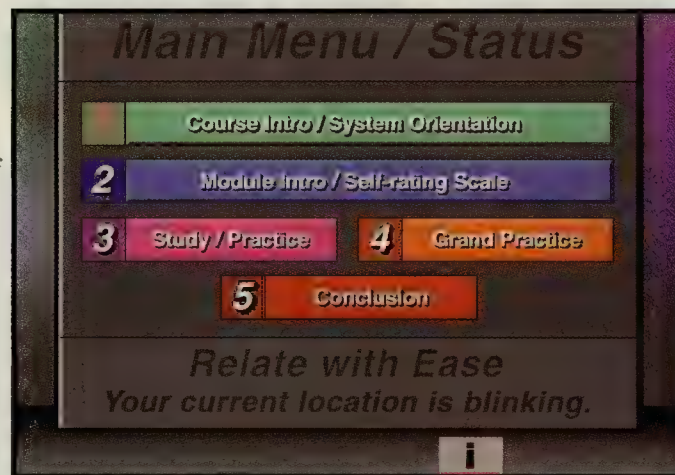 Main Menu / Status
Course Intro / System Orientation
2 Module Intro / Self-rating Scale
3 Study / Practice 4 Grand Practice
5 Conclusion
Relate with Ease
Your current location is blinking.
i